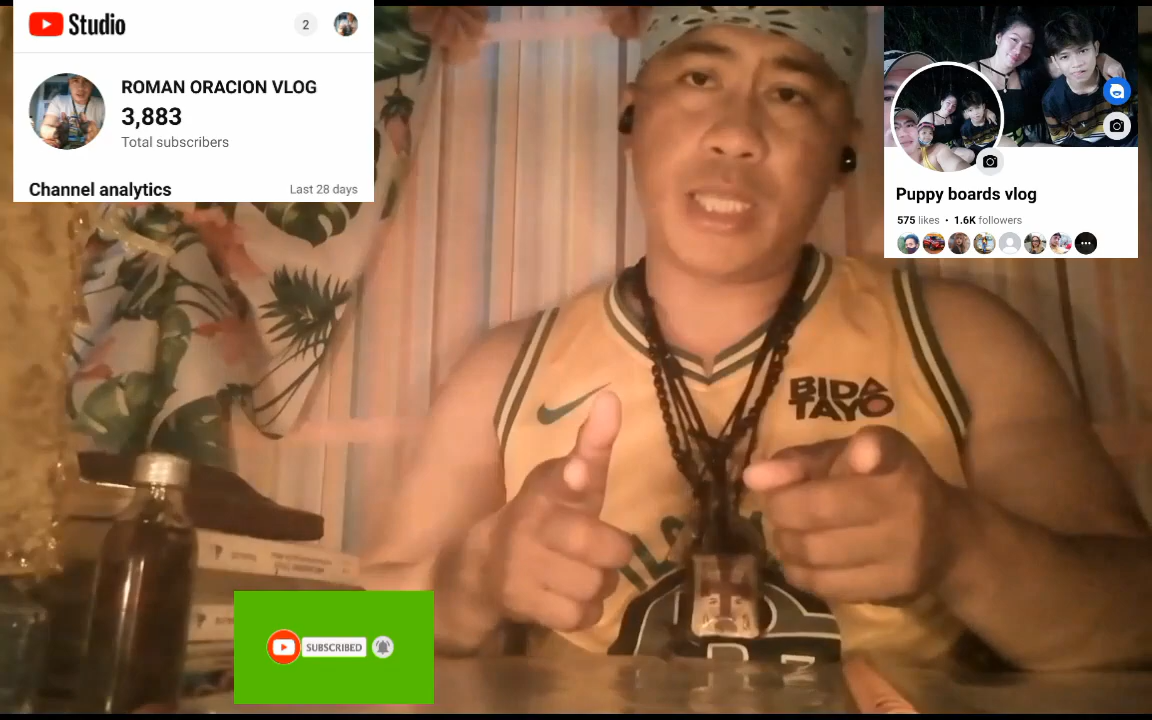 Studio
2
ROMAN ORACION VLOG
3,883
Total subscribers
Channel analytics
Last 28 days
Puppy boards vlog
575 likes • 1.6K followers
BIDA
TAYO
SUBSCRIBED